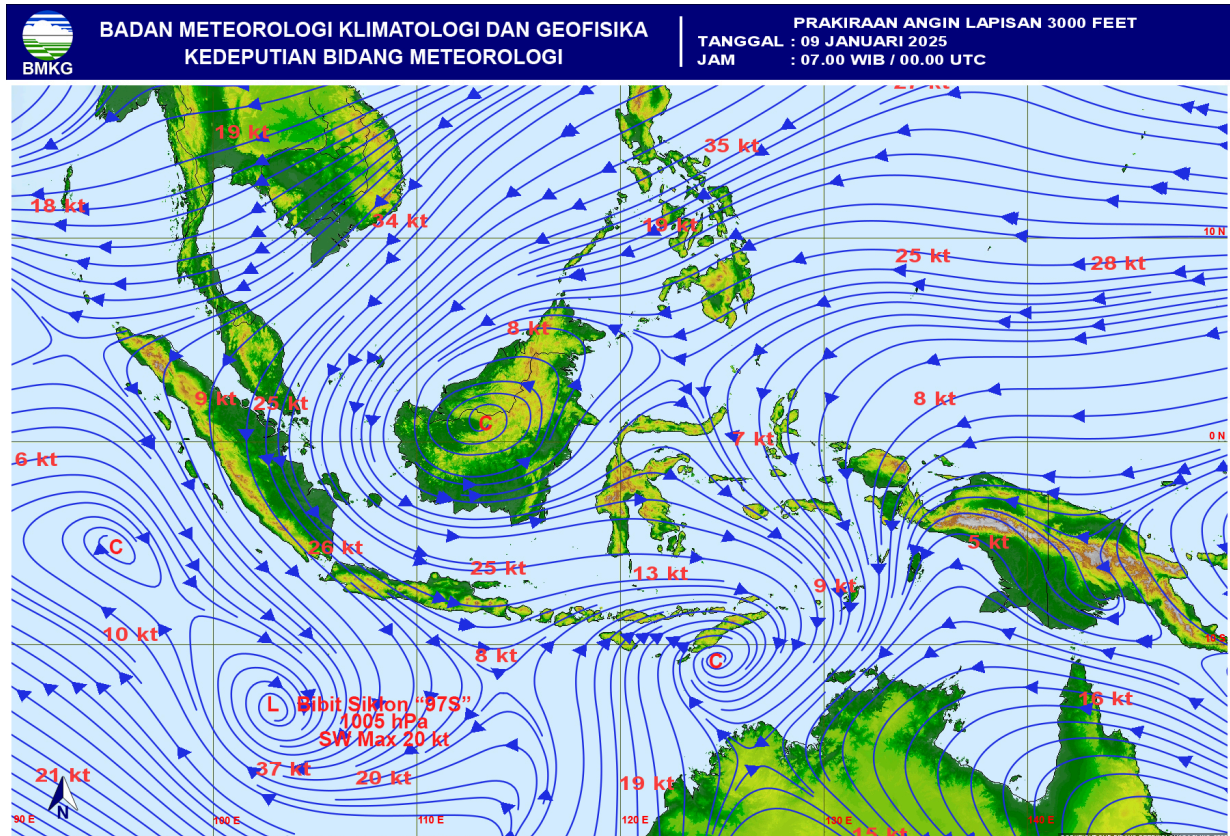 BADAN METEOROLOGI KLIMATOLOGI DAN GEOFISIKA
KEDEPUTIAN BIDANG METEOROLOGI
BMKG
PRAKIRAAN ANGIN LAPISAN 3000 FEET
TANGGAL : 09 JANUARI 2025
JAM : 07.00 WIB / 00.00 UTC
19 kt
35 kt
18 kt
34 kt
19 kt
10 N
25 kt
28 kt
8 kt
9 kt
25 kt
8 kt
C
7 kt
0 N
6 kt
C
26 kt
5 kt
25 kt
13 kt
9 kt
10 kt
8 kt
10 S
C
L Bibit Siklon “97S”
1005 hPa
SW Max 20 kt
16 kt
37 kt
20 kt
21 kt
19 kt
N
90 E
100 E
110 E
120 E
130 E
140 E
15 kt